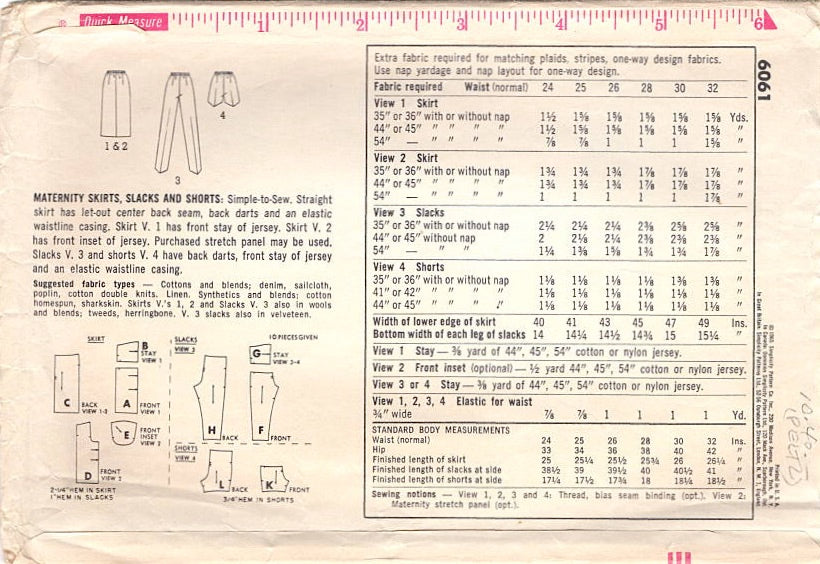 ® Quick Measure 1 2 3 4 5 6
1 & 2
3
4
MATERNITY SKIRTS, SLACKS AND SHORTS: Simple-to-Sew. Straight
skirt has let-out center back seam, back darts and an elastic
waistline casing. Skirt V. 1 has front stay of jersey. Skirt V. 2
has front inset of jersey. Purchased stretch panel may be used.
Slacks V. 3 and shorts V. 4 have back darts, front stay of jersey
and an elastic waistline casing.
Suggested fabric types — Cottons and blends; denim, sailcloth,
poplin, cotton double knits. Linen. Synthetics and blends; cotton
homespun, sharkskin. Skirts V.'s 1, 2 and Slacks V. 3 also in wools
and blends; tweeds, herringbone. V. 3 slacks also in velveteen.
SKIRT
B STAY VIEW 1
SLACKS VIEW 3
10 PIECES GIVEN
G STAY VIEW 3-4
C BACK VIEW 1-2
A FRONT VIEW 1
H BACK
F FRONT
D FRONT VIEW 2
E FRONT INSET VIEW 2
SHORTS VIEW 4
L BACK
K FRONT
2-1/4" HEM IN SKIRT
1" HEM IN SLACKS
3/4" HEM IN SHORTS
Extra fabric required for matching plaids, stripes, one-way design fabrics.
Use nap yardage and nap layout for one-way design.
Fabric required Waist (normal) 24 25 26 28 30 32
View 1 Skirt
35" or 36" with or without nap 1½ 1⅝ 1⅝ 1⅝ 1⅝ 1⅝ Yds.
44" or 45" " " " " 1½ 1⅝ 1⅝ 1⅝ 1⅝ 1⅝ "
54" — " " " " ⅞ ⅞ 1 1 1 1⅝ "
View 2 Skirt
35" or 36" with or without nap 1¾ 1¾ 1¾ 1⅞ 1⅞ 1⅞ "
44" or 45" " " " " 1¾ 1¾ 1¾ 1⅞ 1⅞ 1⅞ "
54" — " " " " 1 1 1 1 1 1⅞ "
View 3 Slacks
35" or 36" with or without nap 2¼ 2¼ 2¼ 2⅜ 2⅝ 2⅝ "
44" or 45" without nap 2 2⅛ 2¼ 2⅜ 2⅜ 2⅜ "
54" — " " 1¼ 1⅜ 1⅝ 1¾ 1¾ 1⅞ "
View 4 Shorts
35" or 36" with or without nap 1⅛ 1⅛ 1⅛ 1⅛ 1⅜ 1⅜ "
41" or 42" " " " " 1⅛ 1⅛ 1⅛ 1⅛ 1⅛ 1⅛ "
44" or 45" " " " " 1⅛ 1⅛ 1⅛ 1⅛ 1⅛ 1⅛ "
Width of lower edge of skirt 40 41 43 45 47 49 Ins.
Bottom width of each leg of slacks 14 14¼ 14½ 14¾ 15 15¼ "
View 1 Stay — ⅜ yard of 44", 45", 54" cotton or nylon jersey.
View 2 Front inset (optional) — ½ yard 44", 45", 54" cotton or nylon jersey.
View 3 or 4 Stay — ⅜ yard of 44", 45", 54" cotton or nylon jersey.
View 1, 2, 3, 4 Elastic for waist
¾" wide ⅞ ⅞ 1 1 1 1 Yd.
STANDARD BODY MEASUREMENTS
Waist (normal) 24 25 26 28 30 32 Ins.
Hip 33 34 36 38 40 42 "
Finished length of skirt 25 25¼ 25½ 25¾ 26 26¼ "
Finished length of slacks at side 38½ 39 39½ 40 40½ 41 "
Finished length of shorts at side 17¼ 17½ 17¾ 18 18¼ 18½ "
Sewing notions — View 1, 2, 3 and 4: Thread, bias seam binding (opt.). View 2:
Maternity stretch panel (opt.).
6061
© 1965 Simplicity Pattern Co. Inc. 200 Madison Avenue, New York, N. Y.
Printed in U. S. A.